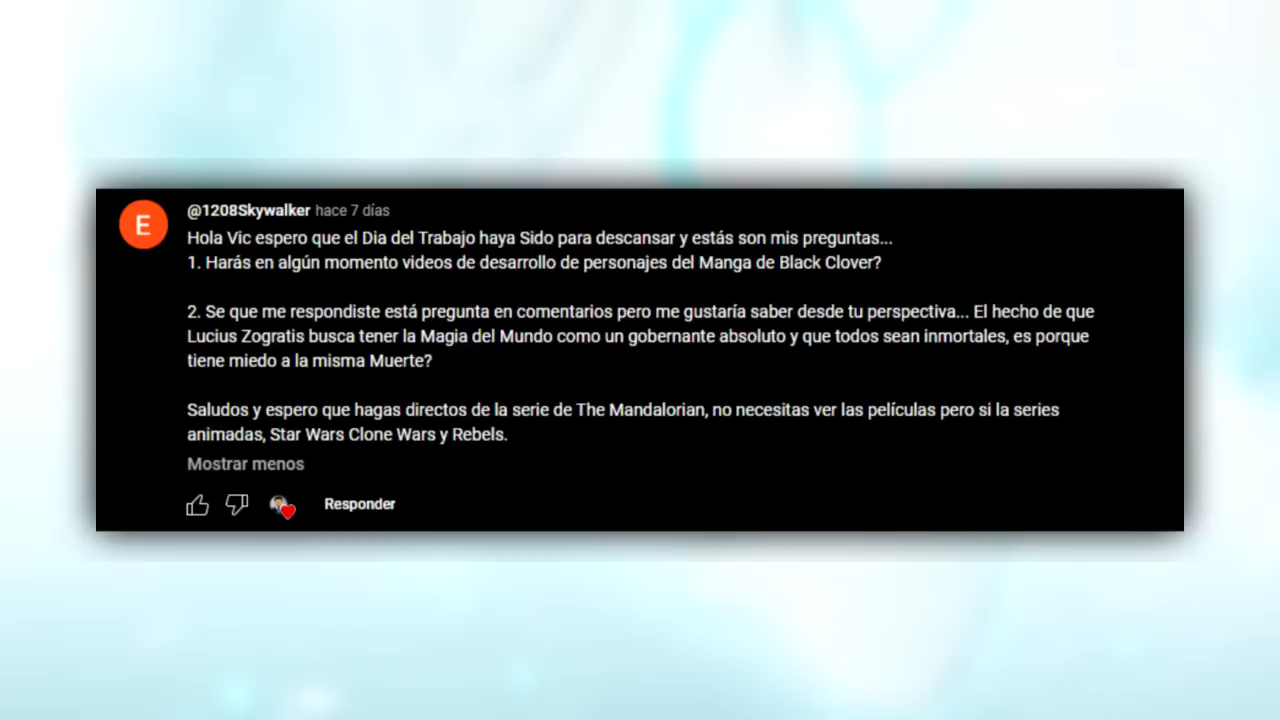 E
@1208Skywalker hace 7 días
Hola Vic espero que el Dia del Trabajo haya Sido para descansar y estás son mis preguntas...
1. Harás en algún momento videos de desarrollo de personajes del Manga de Black Clover?
2. Se que me respondiste está pregunta en comentarios pero me gustaría saber desde tu perspectiva... El hecho de que
Lucius Zogratis busca tener la Magia del Mundo como un gobernante absoluto y que todos sean inmortales, es porque
tiene miedo a la misma Muerte?
Saludos y espero que hagas directos de la serie de The Mandalorian, no necesitas ver las películas pero si la series
animadas, Star Wars Clone Wars y Rebels.
Mostrar menos
Responder